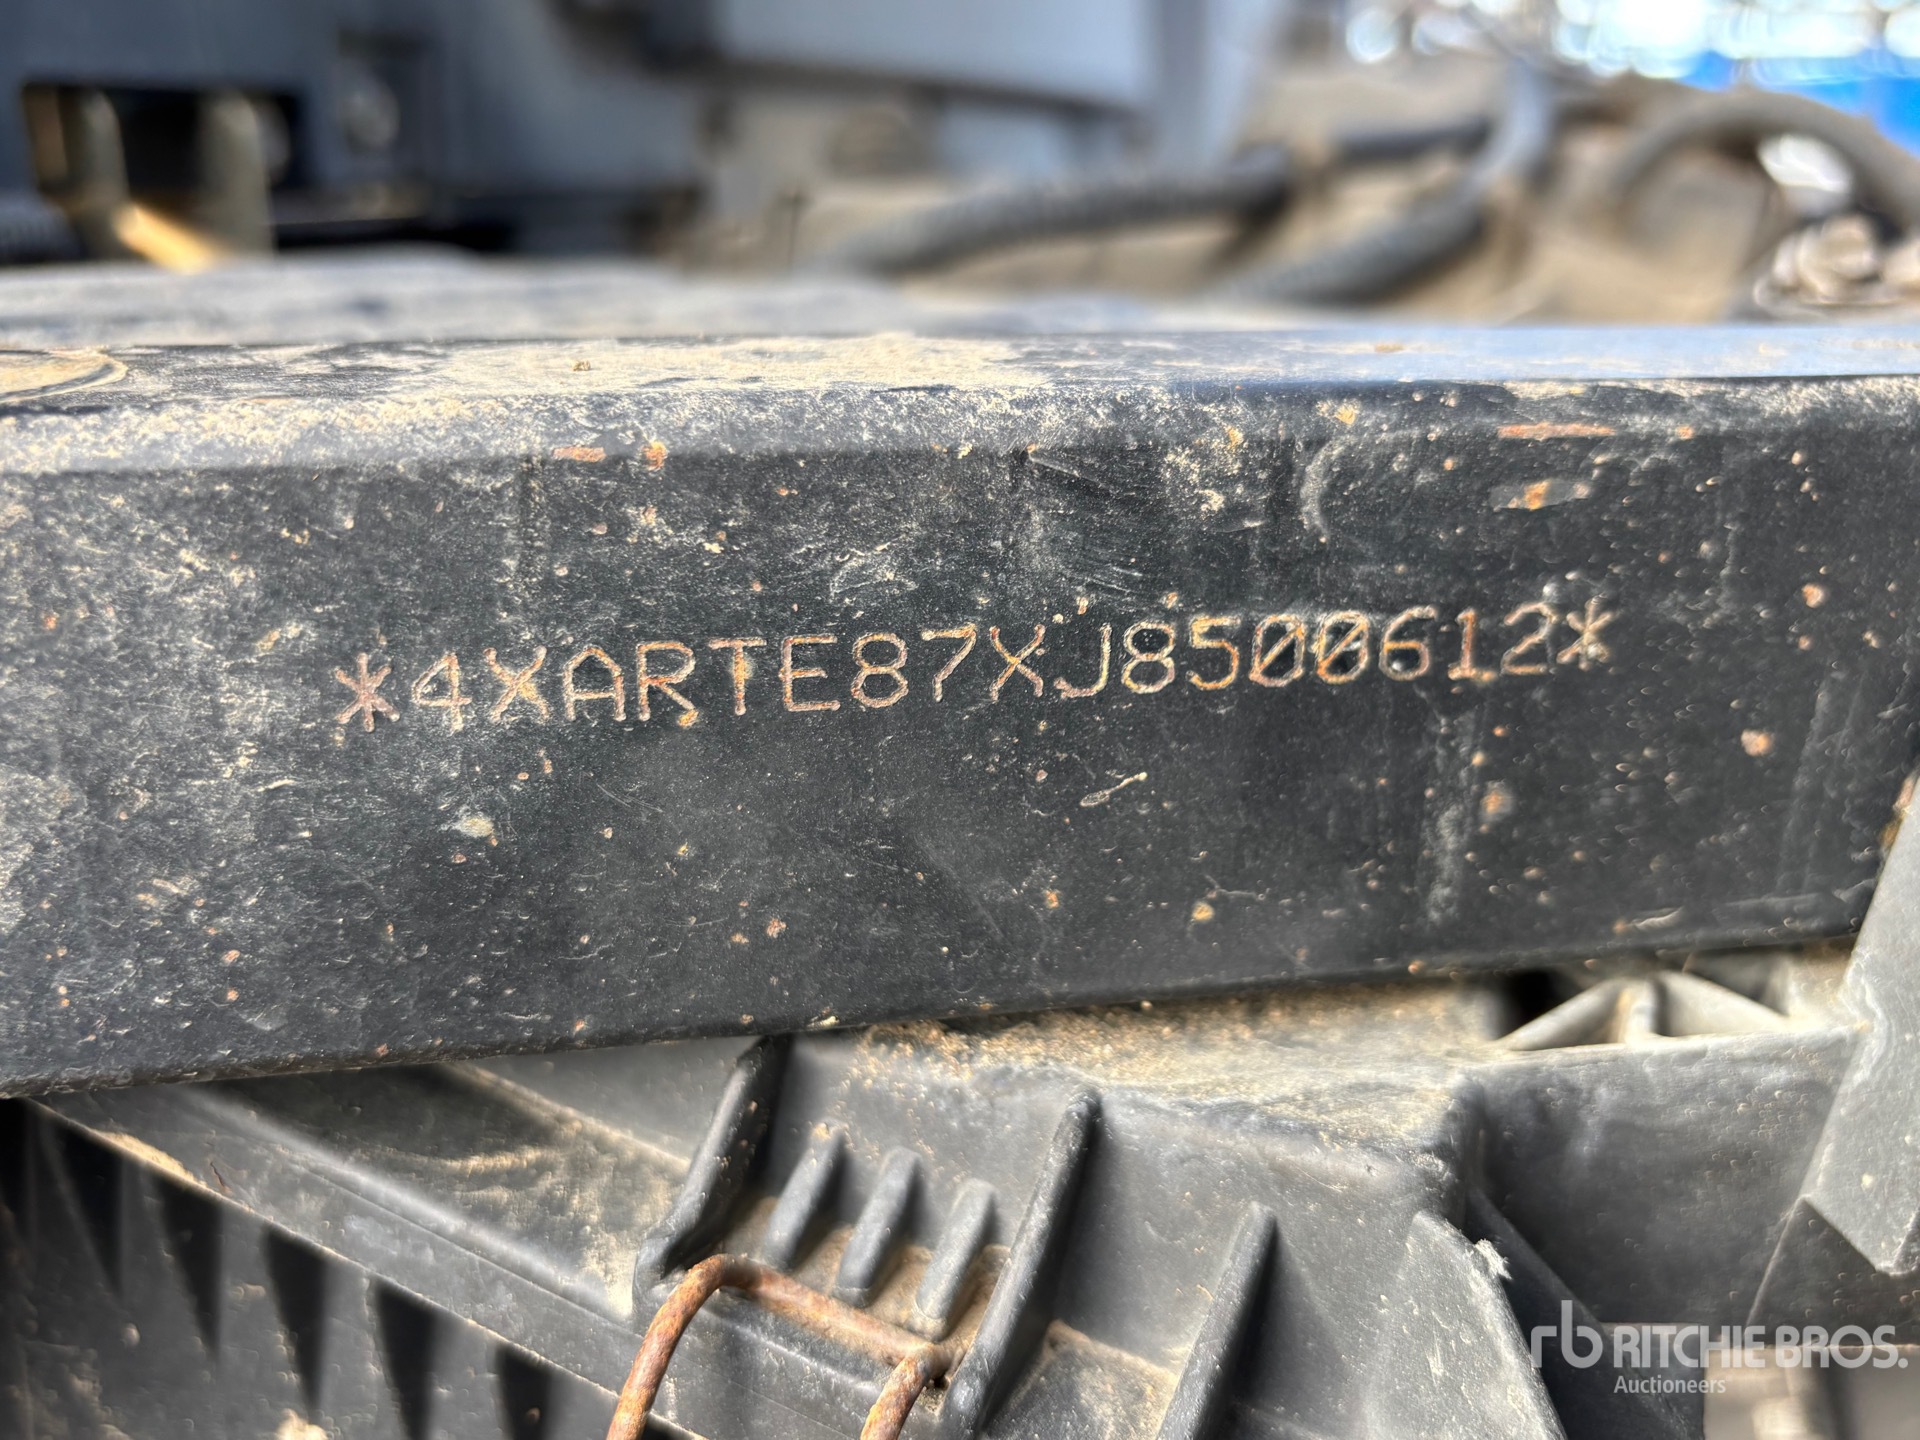 *4XARTE87XJ8500612*
rb RITCHIE BROS.
Auctioneers